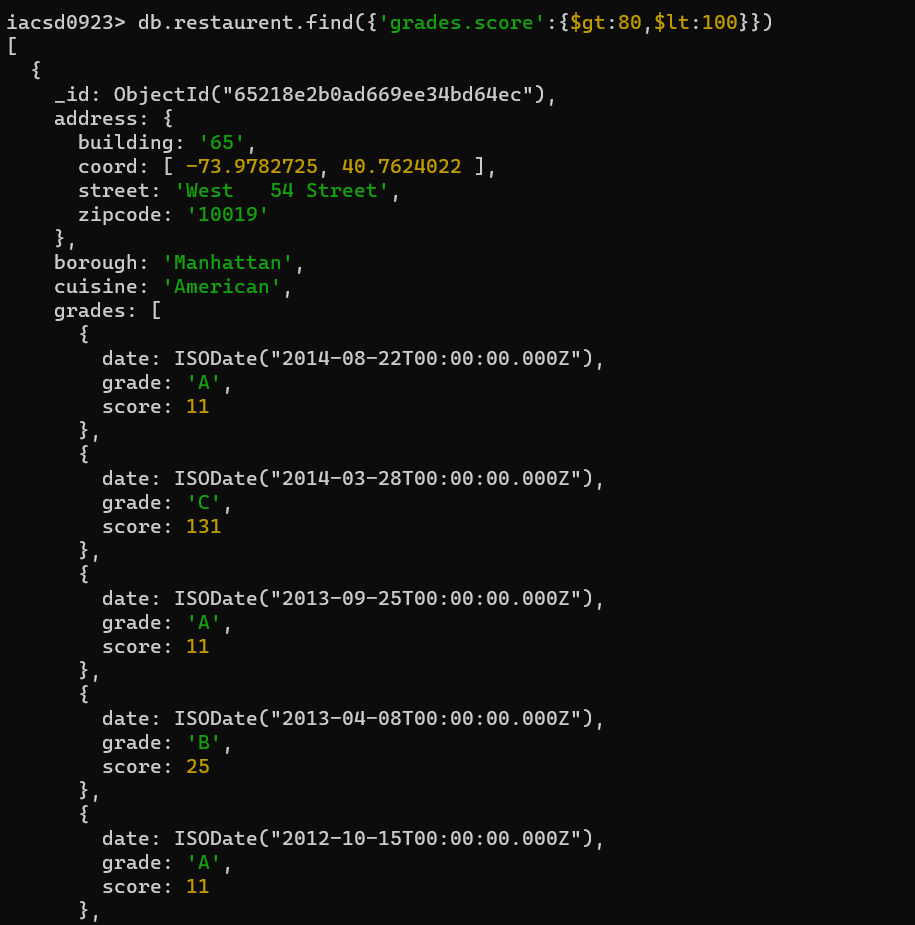 iacsd0923> db.restaurent.find({'grades.score':{$gt:80,$lt:100}})
[
  {
    _id: ObjectId("65218e2b0ad669ee34bd64ec"),
    address: {
      building: '65',
      coord: [ -73.9782725, 40.7624022 ],
      street: 'West   54 Street',
      zipcode: '10019'
    },
    borough: 'Manhattan',
    cuisine: 'American',
    grades: [
      {
        date: ISODate("2014-08-22T00:00:00.000Z"),
        grade: 'A',
        score: 11
      },
      {
        date: ISODate("2014-03-28T00:00:00.000Z"),
        grade: 'C',
        score: 131
      },
      {
        date: ISODate("2013-09-25T00:00:00.000Z"),
        grade: 'A',
        score: 11
      },
      {
        date: ISODate("2013-04-08T00:00:00.000Z"),
        grade: 'B',
        score: 25
      },
      {
        date: ISODate("2012-10-15T00:00:00.000Z"),
        grade: 'A',
        score: 11
      },